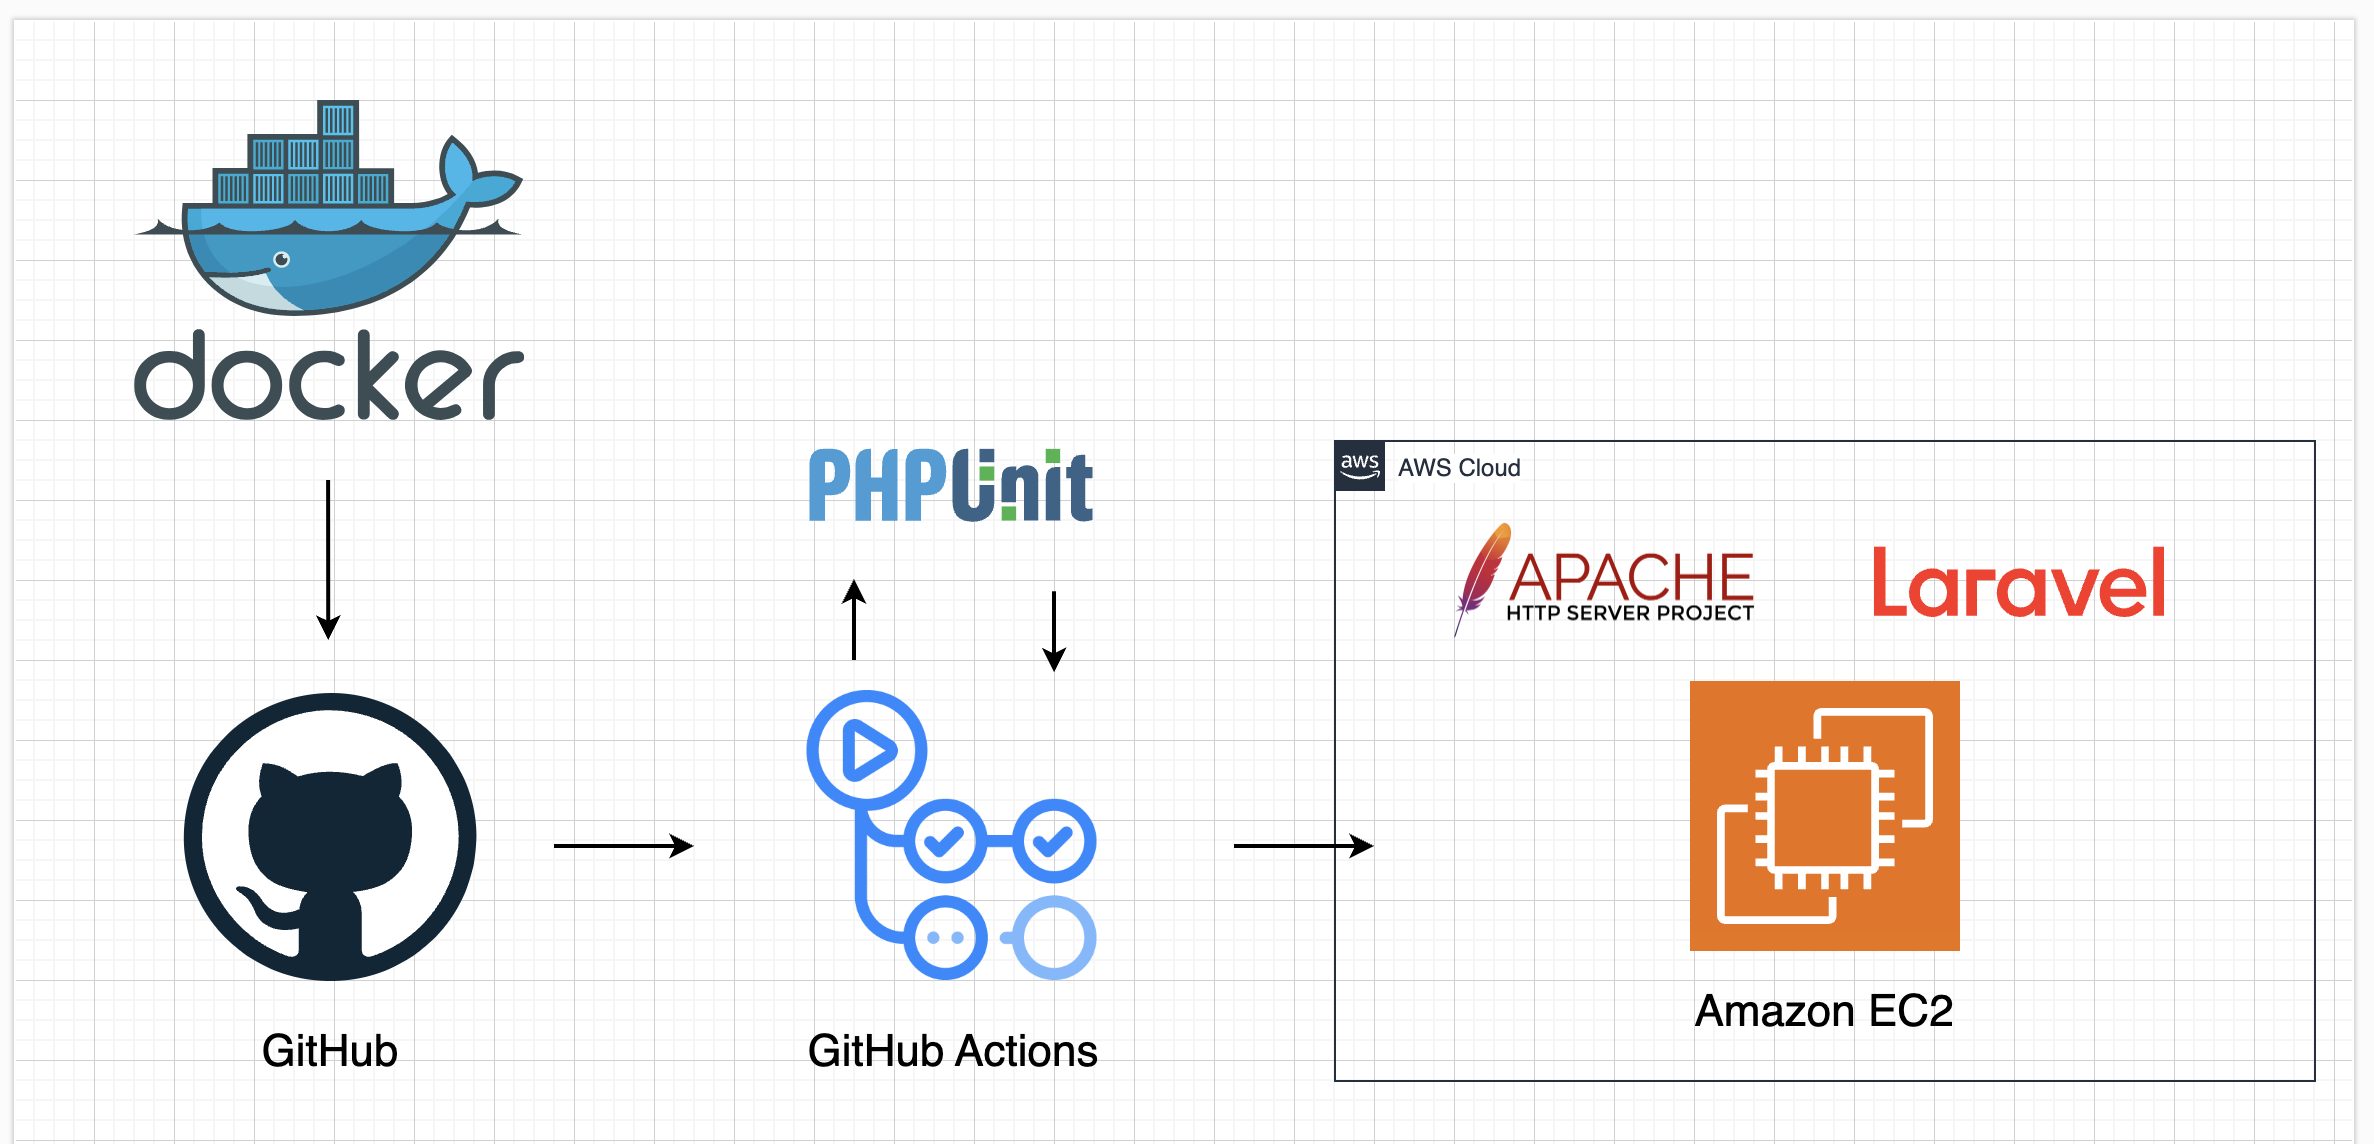 docker
PHPUnit
aws
AWS Cloud
APACHE
HTTP SERVER PROJECT
Laravel
GitHub
GitHub Actions
Amazon EC2